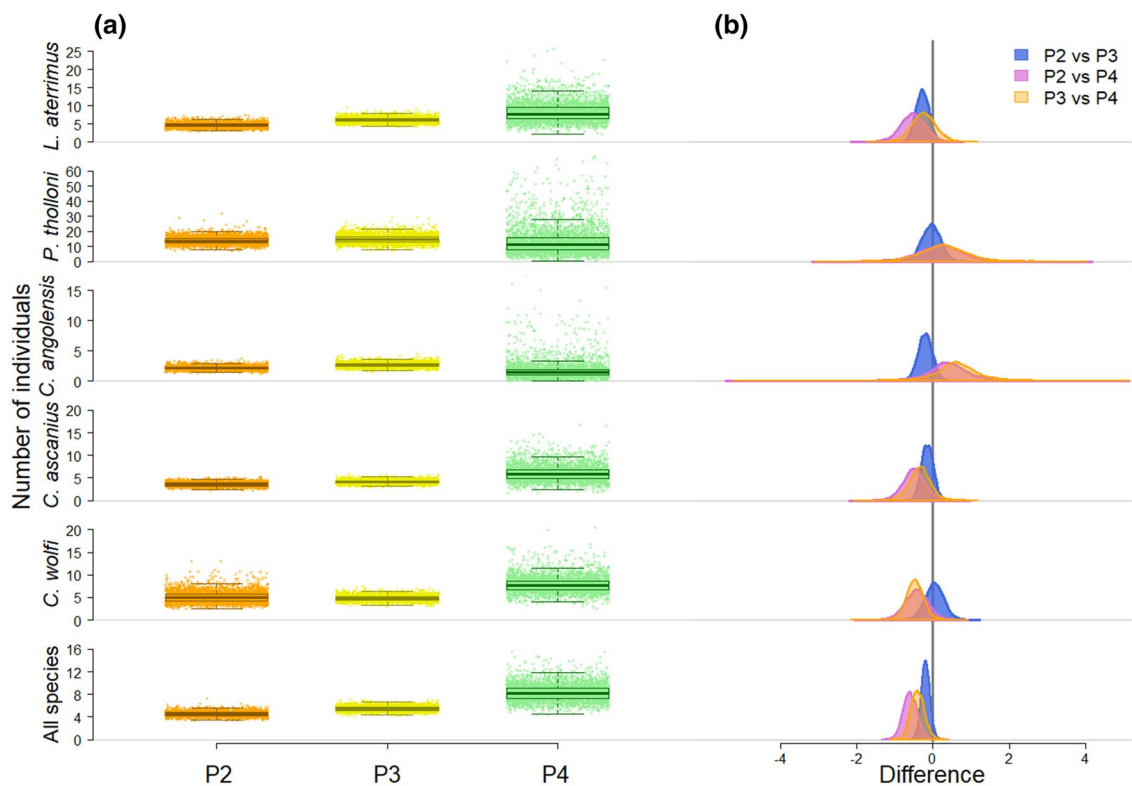 (a)
(b)
Number of individuals
L. aterrimus
25
20
15
10
5
0
P. tholloni
60
50
40
30
20
10
0
C. angolensis
15
10
5
0
C. ascanius
20
15
10
5
0
C. wolfi
20
15
10
5
0
All species
16
12
8
4
0
P2
P3
P4
P2 vs P3
P2 vs P4
P3 vs P4
-4
-2
0
2
4
Difference